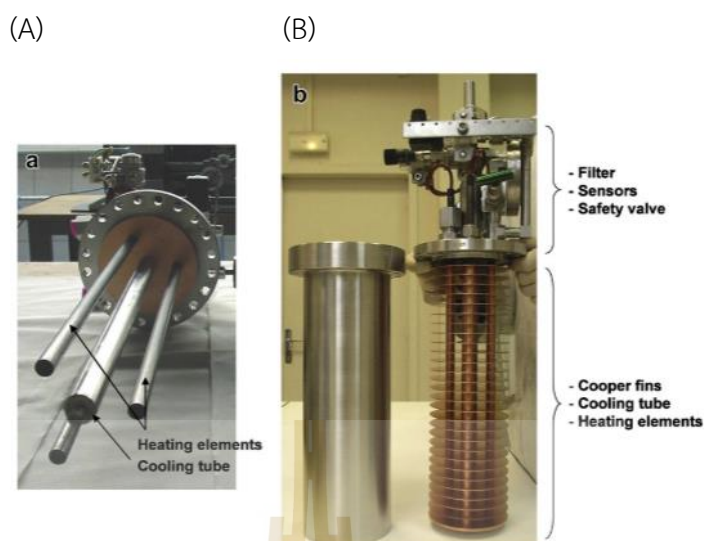 (A)
(B)
a
Heating elements
Cooling tube
b
- Filter
- Sensors
- Safety valve
- Cooper fins
- Cooling tube
- Heating elements